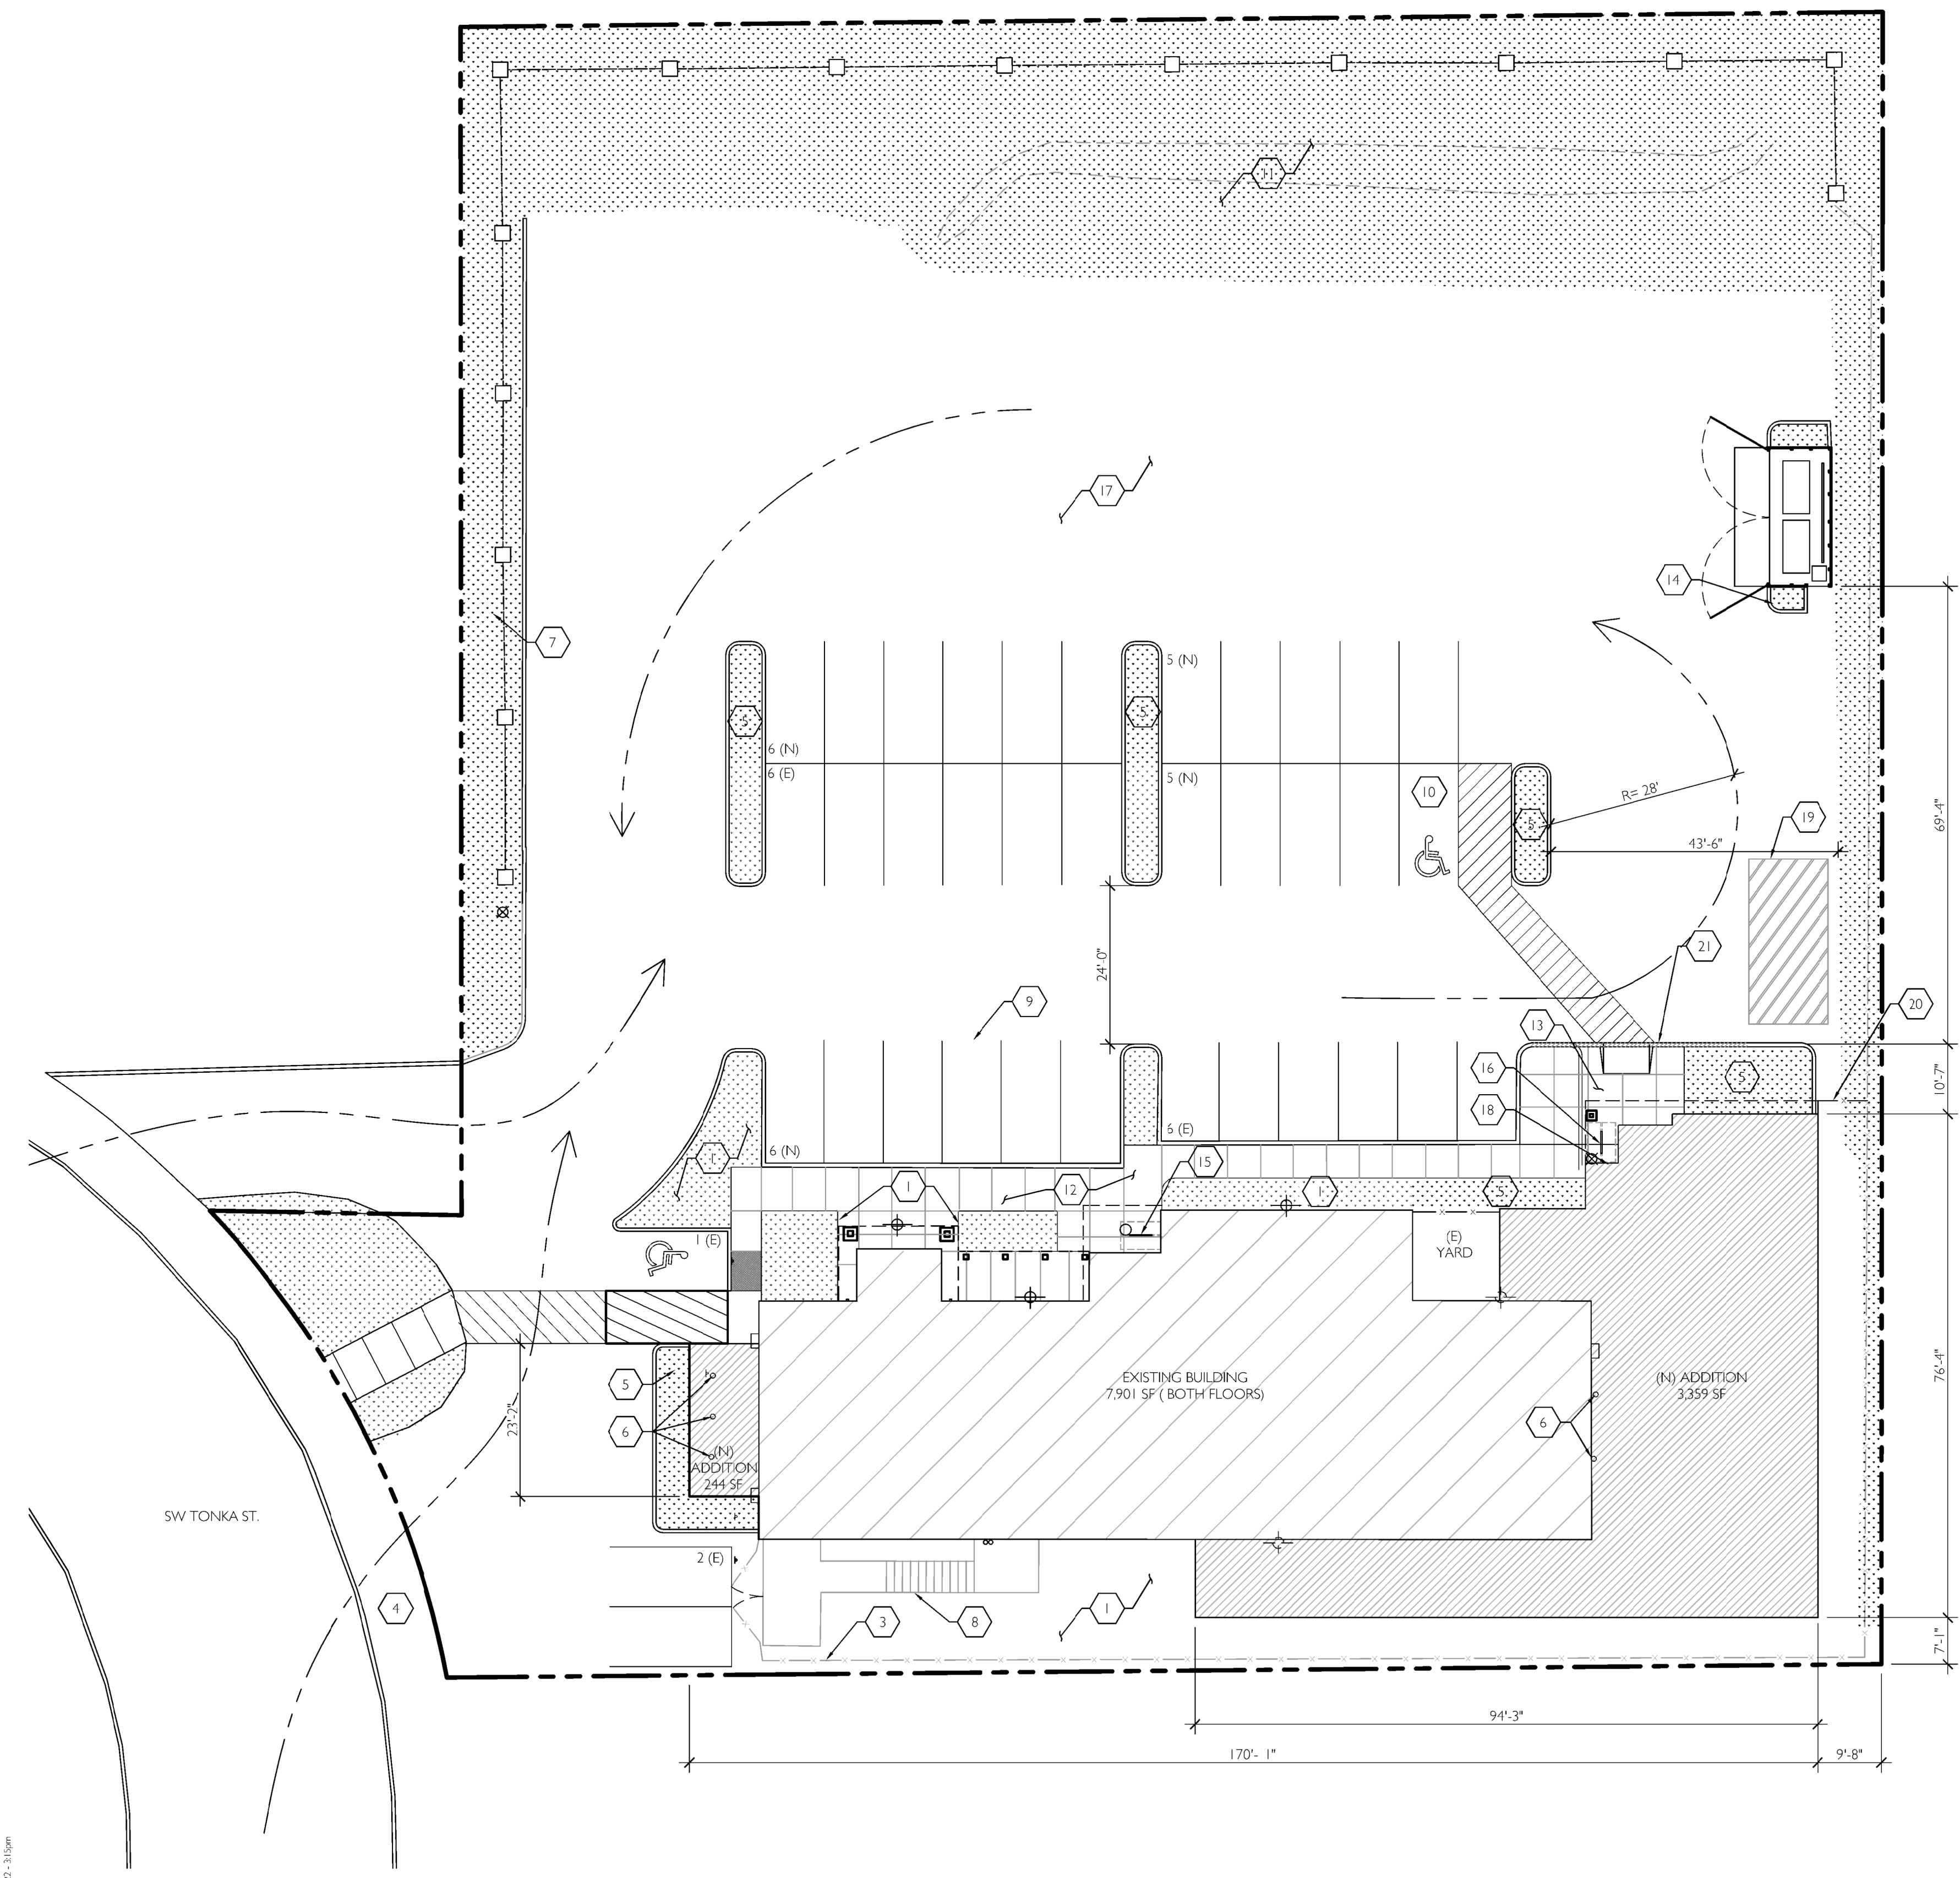 11
17
14
7
5 (N)
5
5
6 (N)
6 (E)
5 (N)
10
5
R= 28'
19
43'-6"
69'-4"
24'-0"
21
9
20
13
16
5
10'-7"
18
1
6 (N)
6 (E)
15
1
12
1
5
1 (E)
(E)
YARD
5
23'-2"
6
(N)
ADDITION
244 SF
EXISTING BUILDING
7,901 SF ( BOTH FLOORS)
6
(N) ADDITION
3,359 SF
76'-4"
SW TONKA ST.
2 (E)
4
3
8
1
7'-1"
94'-3"
170'- 1"
9'-8"
22 - 3:15pm